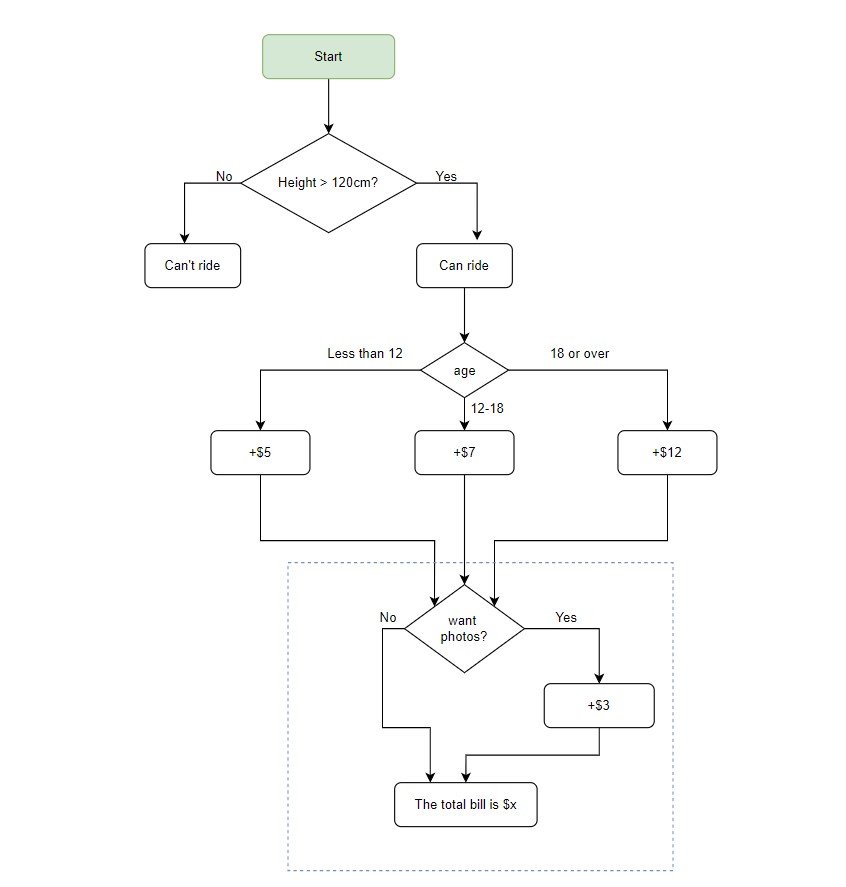 Start
Height > 120cm?
No
Yes
Can't ride
Can ride
Less than 12
age
18 or over
12-18
+$5
+$7
+$12
No
want
photos?
Yes
+$3
The total bill is $x